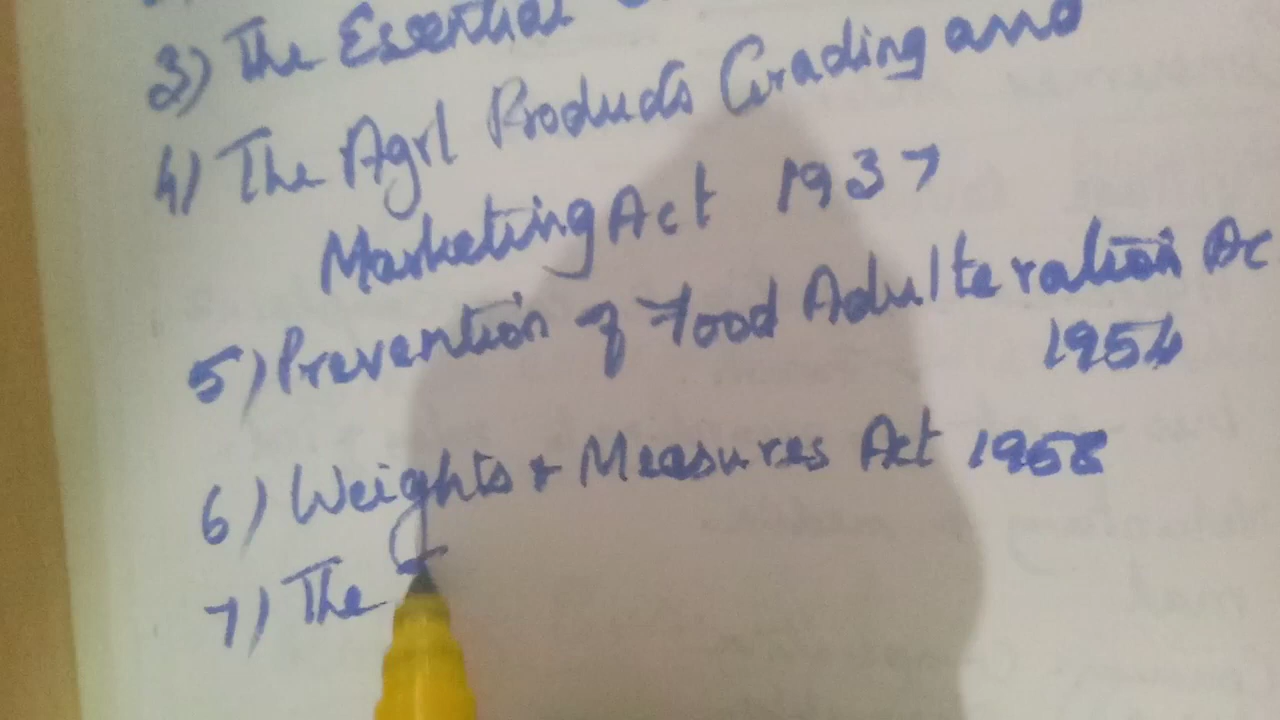 3) The Essential
4) The Agrl Products Grading and
Marketing Act 1937
5) Prevention of Food Adulteration Ac
1954
6) Weights & Measures Act 1958
7) The